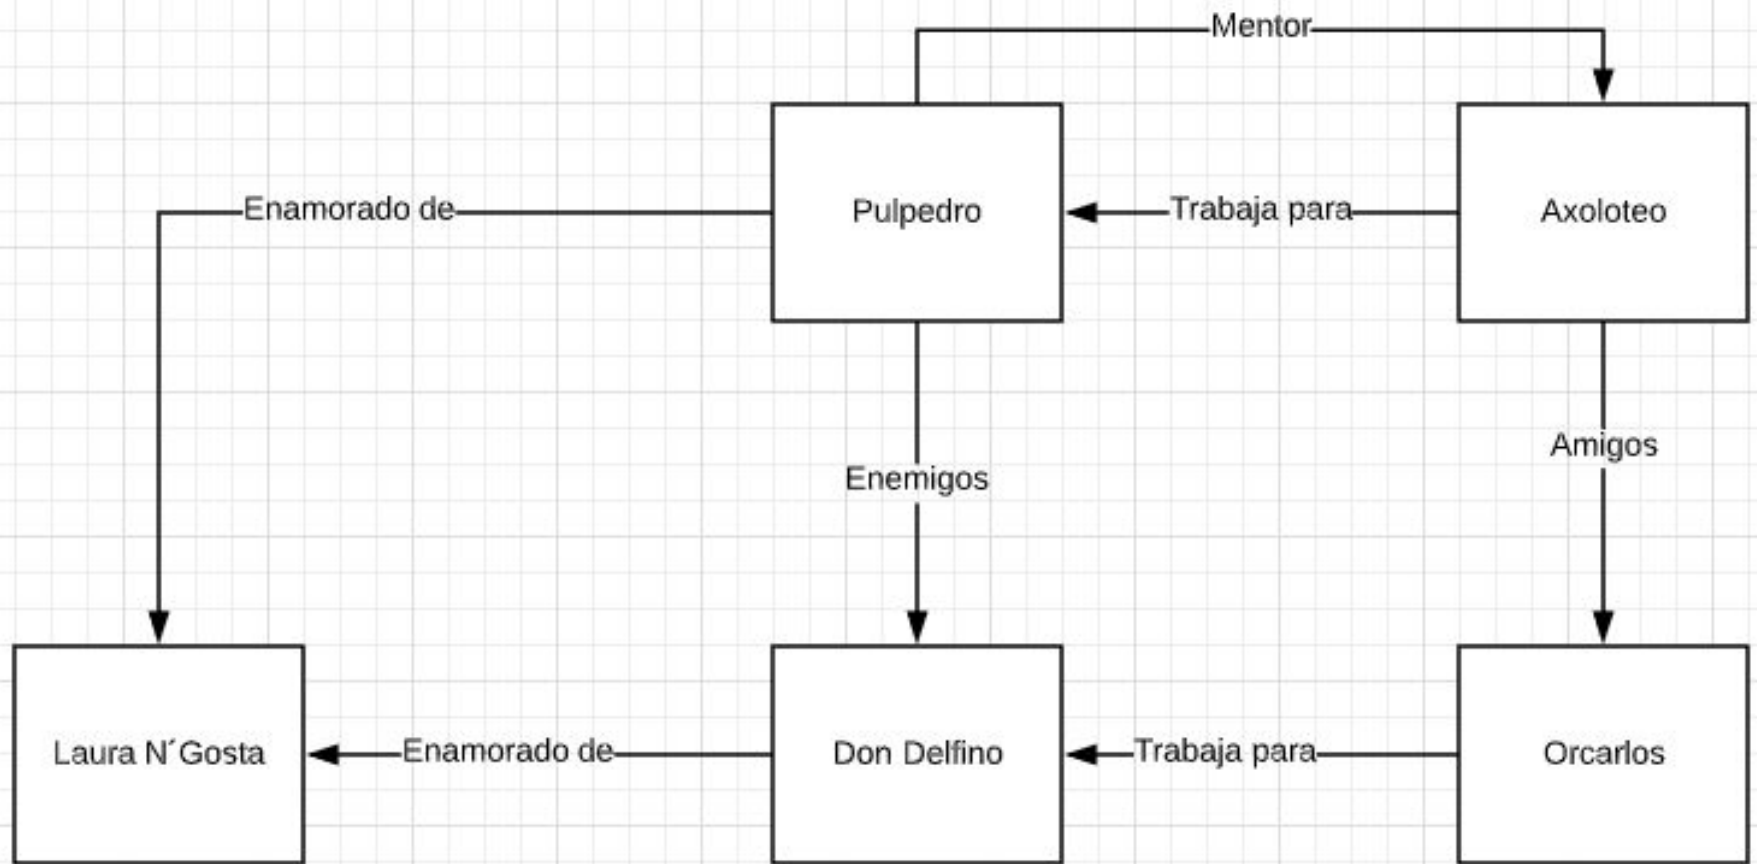 Mentor
Enamorado de
Pulpedro
Trabaja para
Axoloteo
Amigos
Enemigos
Laura N´Gosta
Enamorado de
Don Delfino
Trabaja para
Orcarlos